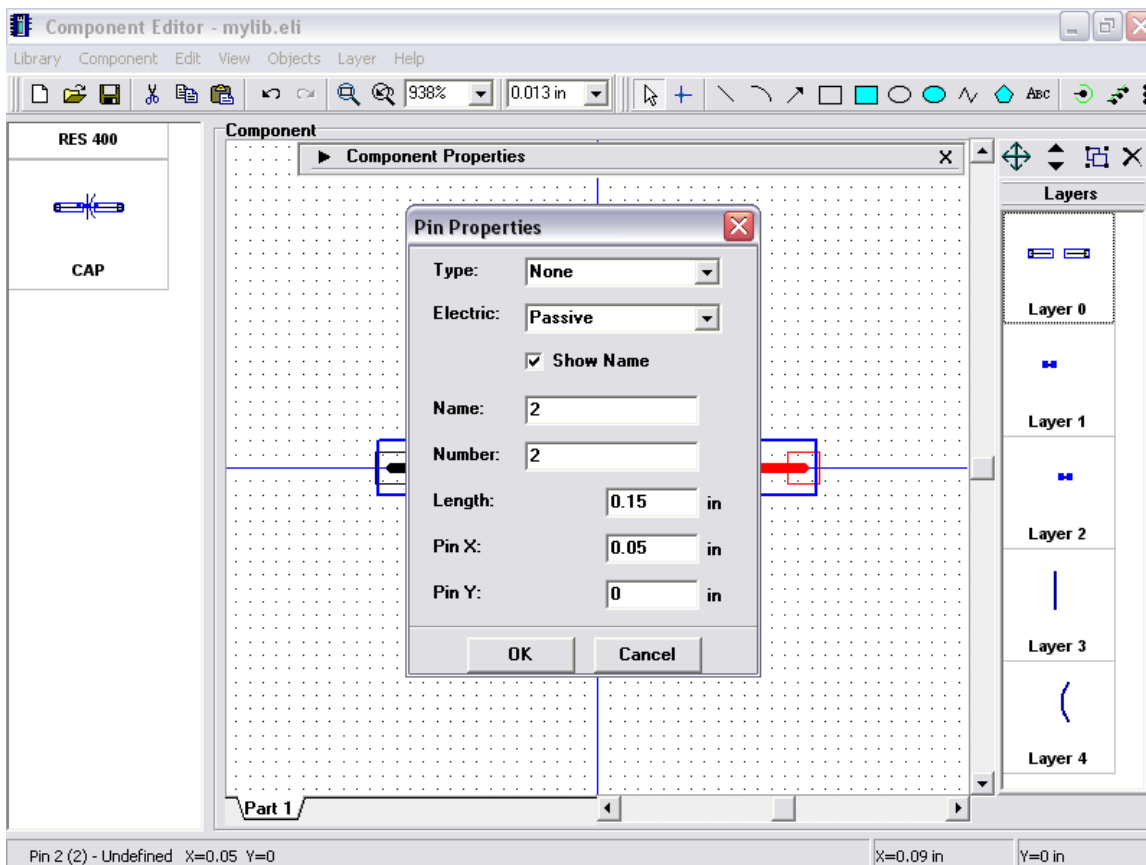 Component Editor - mylib.eli
Library Component Edit View Objects Layer Help
938% 0.013 in ABC
RES 400
CAP
Component
Component Properties
Layers
Layer 0
Layer 1
Layer 2
Layer 3
Layer 4
Pin Properties
Type: None
Electric: Passive
Show Name
Name: 2
Number: 2
Length: 0.15 in
Pin X: 0.05 in
Pin Y: 0 in
OK Cancel
Part 1
Pin 2 (2) - Undefined X=0.05 Y=0 X=0.09 in Y=0 in